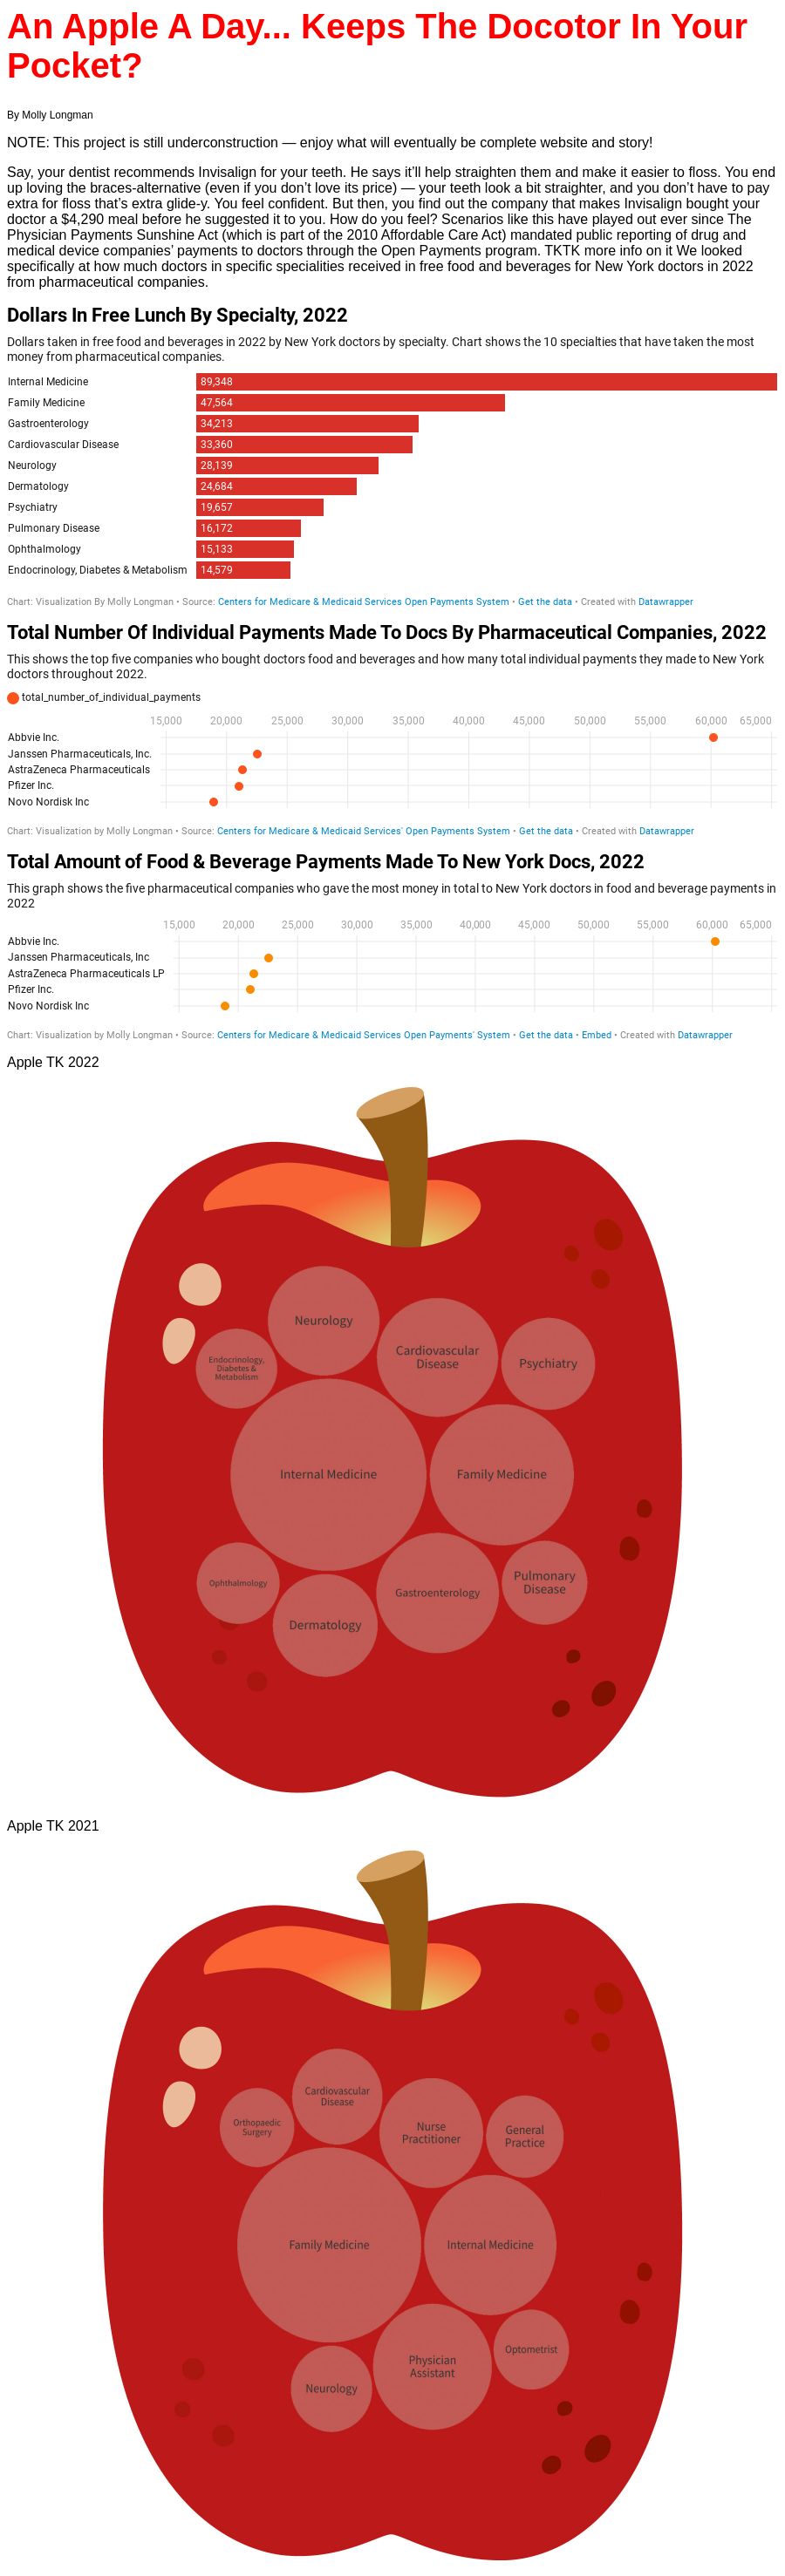 An Apple A Day... Keeps The Docotor In Your
Pocket?
By Molly Longman
NOTE: This project is still underconstruction — enjoy what will eventually be complete website and story!
Say, your dentist recommends Invisalign for your teeth. He says it’ll help straighten them and make it easier to floss. You end
up loving the braces-alternative (even if you don’t love its price) — your teeth look a bit straighter, and you don’t have to pay
extra for floss that’s extra glide-y. You feel confident. But then, you find out the company that makes Invisalign bought your
doctor a $4,290 meal before he suggested it to you. How do you feel? Scenarios like this have played out ever since The
Physician Payments Sunshine Act (which is part of the 2010 Affordable Care Act) mandated public reporting of drug and
medical device companies’ payments to doctors through the Open Payments program. TKTK more info on it We looked
specifically at how much doctors in specific specialities received in free food and beverages for New York doctors in 2022
from pharmaceutical companies.
Dollars In Free Lunch By Specialty, 2022
Dollars taken in free food and beverages in 2022 by New York doctors by specialty. Chart shows the 10 specialties that have taken the most
money from pharmaceutical companies.
Internal Medicine 89,348
Family Medicine 47,564
Gastroenterology 34,213
Cardiovascular Disease 33,360
Neurology 28,139
Dermatology 24,684
Psychiatry 19,657
Pulmonary Disease 16,172
Ophthalmology 15,133
Endocrinology, Diabetes & Metabolism 14,579
Chart: Visualization By Molly Longman • Source: Centers for Medicare & Medicaid Services Open Payments System • Get the data • Created with Datawrapper
Total Number Of Individual Payments Made To Docs By Pharmaceutical Companies, 2022
This shows the top five companies who bought doctors food and beverages and how many total individual payments they made to New York
doctors throughout 2022.
total_number_of_individual_payments
15,000 20,000 25,000 30,000 35,000 40,000 45,000 50,000 55,000 60,000 65,000
Abbvie Inc.
Janssen Pharmaceuticals, Inc.
AstraZeneca Pharmaceuticals
Pfizer Inc.
Novo Nordisk Inc
Chart: Visualization by Molly Longman • Source: Centers for Medicare & Medicaid Services' Open Payments System • Get the data • Created with Datawrapper
Total Amount of Food & Beverage Payments Made To New York Docs, 2022
This graph shows the five pharmaceutical companies who gave the most money in total to New York doctors in food and beverage payments in
2022
15,000 20,000 25,000 30,000 35,000 40,000 45,000 50,000 55,000 60,000 65,000
Abbvie Inc.
Janssen Pharmaceuticals, Inc
AstraZeneca Pharmaceuticals LP
Pfizer Inc.
Novo Nordisk Inc
Chart: Visualization by Molly Longman • Source: Centers for Medicare & Medicaid Services Open Payments' System • Get the data • Embed • Created with Datawrapper
Apple TK 2022
Neurology
Cardiovascular
Disease
Psychiatry
Endocrinology,
Diabetes &
Metabolism
Internal Medicine
Family Medicine
Ophthalmology
Dermatology
Gastroenterology
Pulmonary
Disease
Apple TK 2021
Cardiovascular
Disease
Orthopaedic
Surgery
Nurse
Practitioner
General
Practice
Family Medicine
Internal Medicine
Neurology
Physician
Assistant
Optometrist